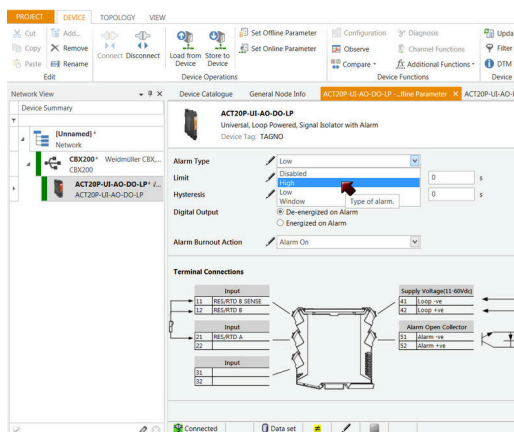 PROJECT DEVICE TOPOLOGY VIEW
Cut Add...
Copy Remove
Paste Rename
Connect Disconnect
Load from Device Store to Device
Set Offline Parameter
Set Online Parameter
Configuration Diagnosis
Observe Channel Functions
Compare Additional Functions
Upda
Filter
DTM
Edit Device Operations Device Functions Device
Network View
Device Catalogue General Node Info ACT20P-UI-AO-DO-LP -...ffline Parameter ACT20P-UI-AO-I
Device Summary
[Unnamed] *
Network
CBX200* Weidmüller CBX,...
CBX200
ACT20P-UI-AO-DO-LP* /...
ACT20P-UI-AO-DO-LP
ACT20P-UI-AO-DO-LP
Universal, Loop Powered, Signal Isolator with Alarm
Device Tag: TAGNO
Alarm Type Low
Disabled
High
Low
Window
Type of alarm.
Limit 0 s
Hysteresis 0 s
Digital Output De-energized on Alarm
Energized on Alarm
Alarm Burnout Action Alarm On
Terminal Connections
Input
11 RES/RTD B SENSE
12 RES/RTD B
Input
21 RES/RTD A
22
Input
31
32
Supply Voltage(11-60Vdc)
41 Loop -ve
42 Loop +ve
Alarm Open Collector
51 Alarm -ve
52 Alarm +ve
Connected Data set